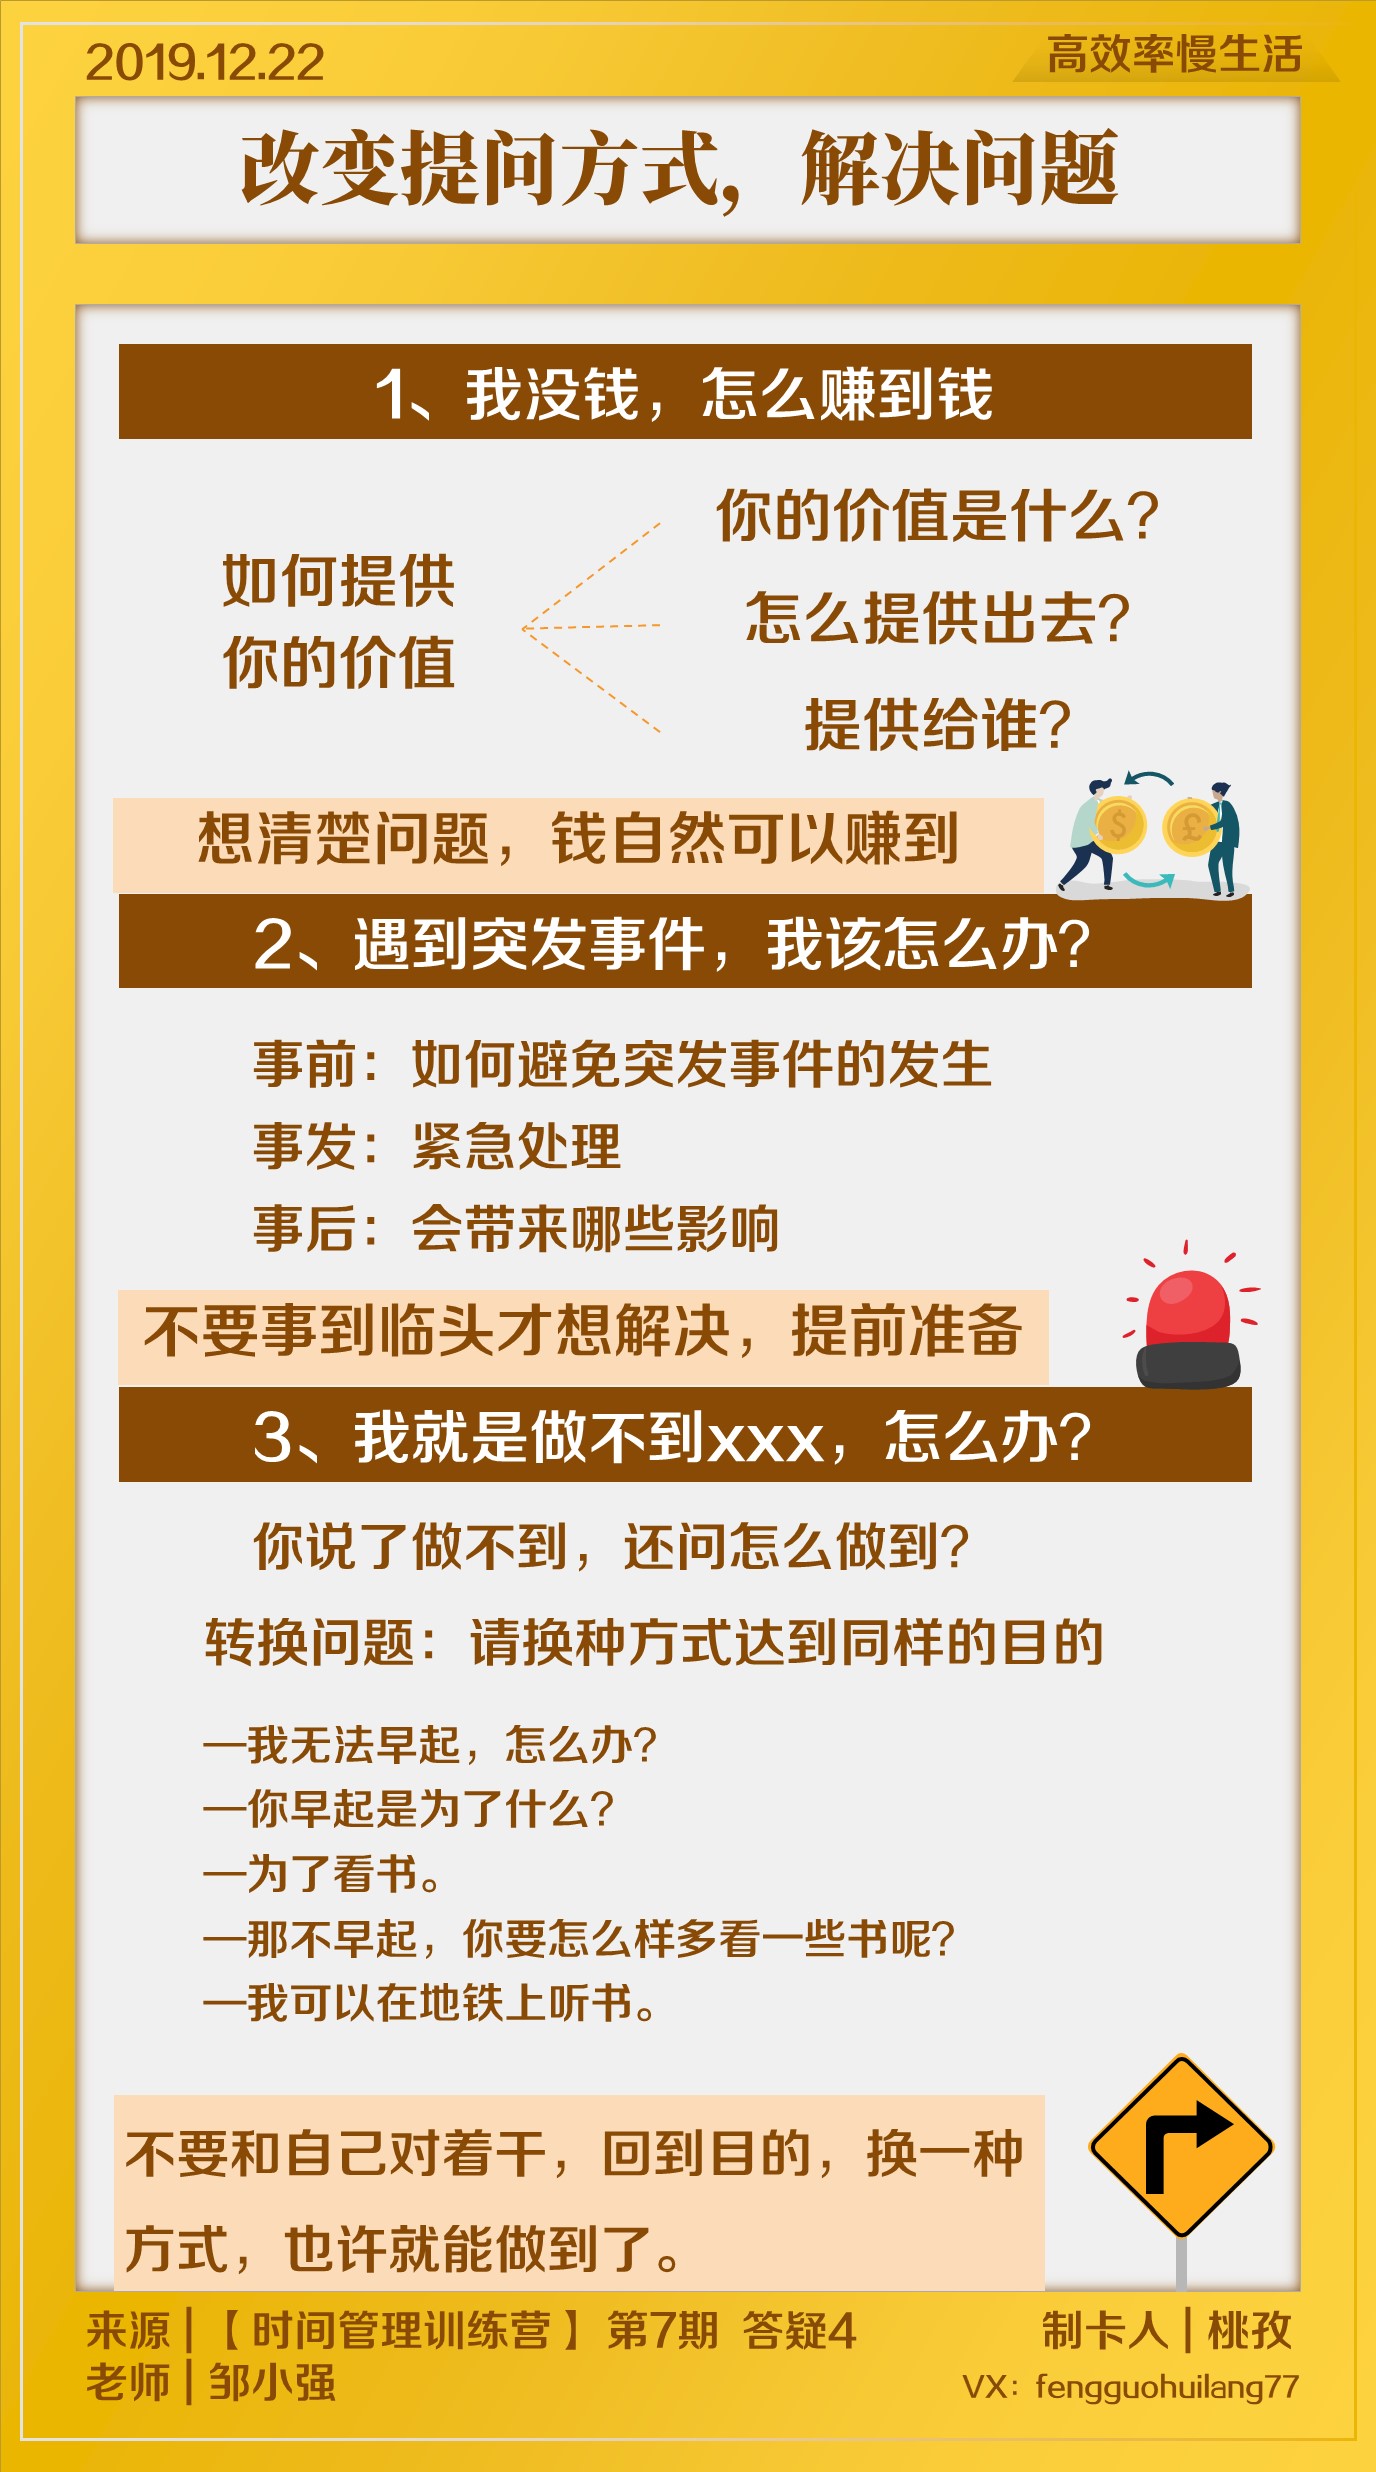 2019.12.22
高效率慢生活
改变提问方式，解决问题
1、我没钱，怎么赚到钱
如何提供
你的价值
你的价值是什么?
怎么提供出去?
提供给谁?
想清楚问题，钱自然可以赚到
2、遇到突发事件，我该怎么办?
事前：如何避免突发事件的发生
事发：紧急处理
事后：会带来哪些影响
不要事到临头才想解决，提前准备
3、我就是做不到xxx，怎么办?
你说了做不到，还问怎么做到?
转换问题：请换种方式达到同样的目的
—我无法早起，怎么办?
—你早起是为了什么?
—为了看书。
—那不早起，你要怎么样多看一些书呢?
—我可以在地铁上听书。
不要和自己对着干，回到目的，换一种
方式，也许就能做到了。
来源|【时间管理训练营】第7期 答疑4
老师|邹小强
制卡人|桃孜
VX：fengguohuilang77